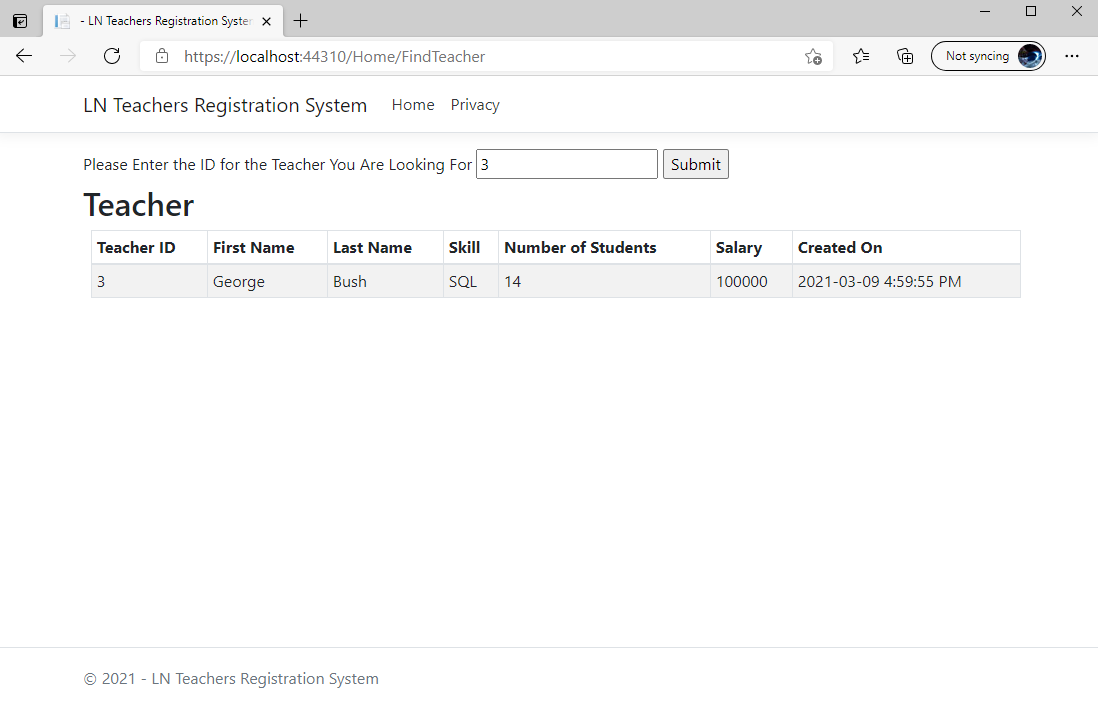 - LN Teachers Registration System
https://localhost:44310/Home/FindTeacher
Not syncing
LN Teachers Registration System Home Privacy
Please Enter the ID for the Teacher You Are Looking For 3 Submit
Teacher
Teacher ID First Name Last Name Skill Number of Students Salary Created On
3 George Bush SQL 14 100000 2021-03-09 4:59:55 PM
© 2021 - LN Teachers Registration System